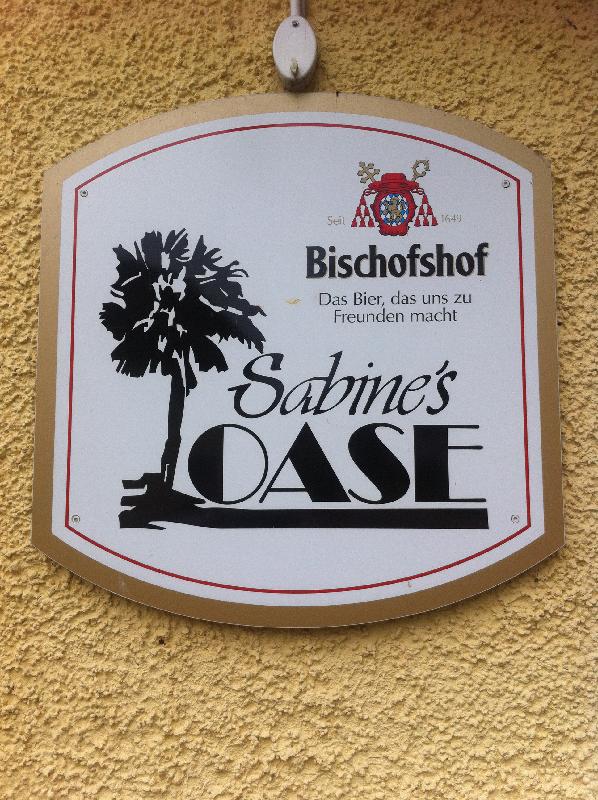 Seit 1649
Bischofshof
Das Bier, das uns zu
Freunden macht
Sabine's
OASE